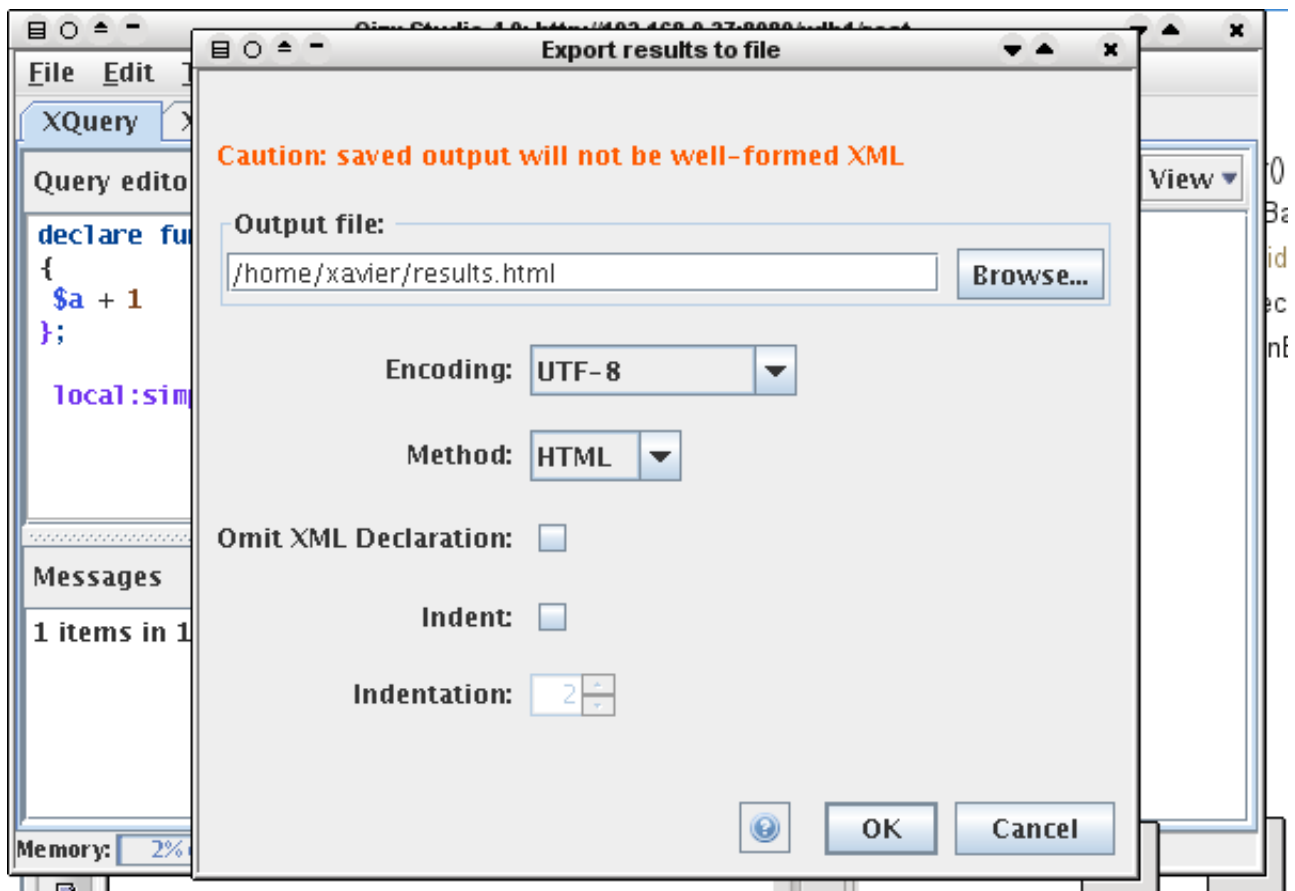 Export results to file
File Edit
XQuery
Caution: saved output will not be well-formed XML
Query edito
View
Output file:
declare fun
/home/xavier/results.html
Browse...
{
$a + 1
};
local:sim
Encoding: UTF-8
Method: HTML
Omit XML Declaration:
Messages
Indent:
1 items in 1
Indentation: 2
OK
Cancel
Memory: 2%